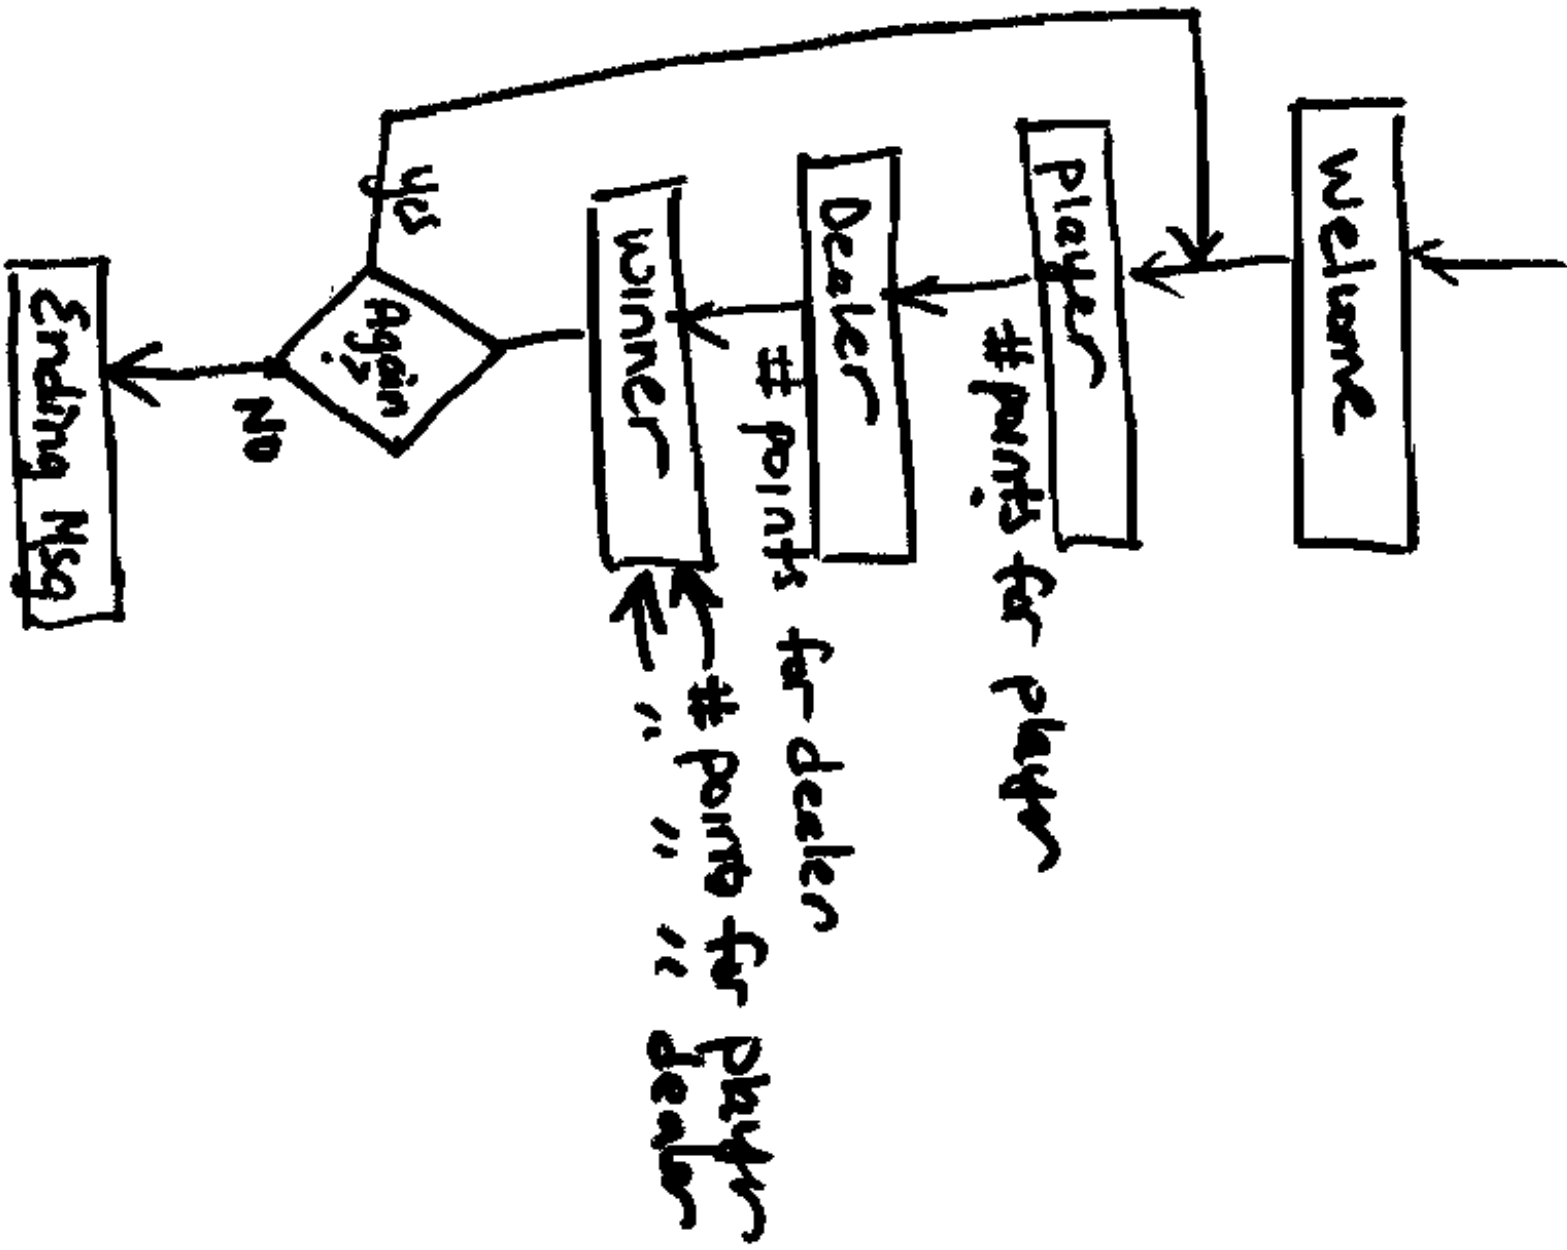 Welcome
Player
# points for player
Dealer
# points for dealer
Winner
# points for player
" " " dealer
Again?
Yes
No
Ending Msg